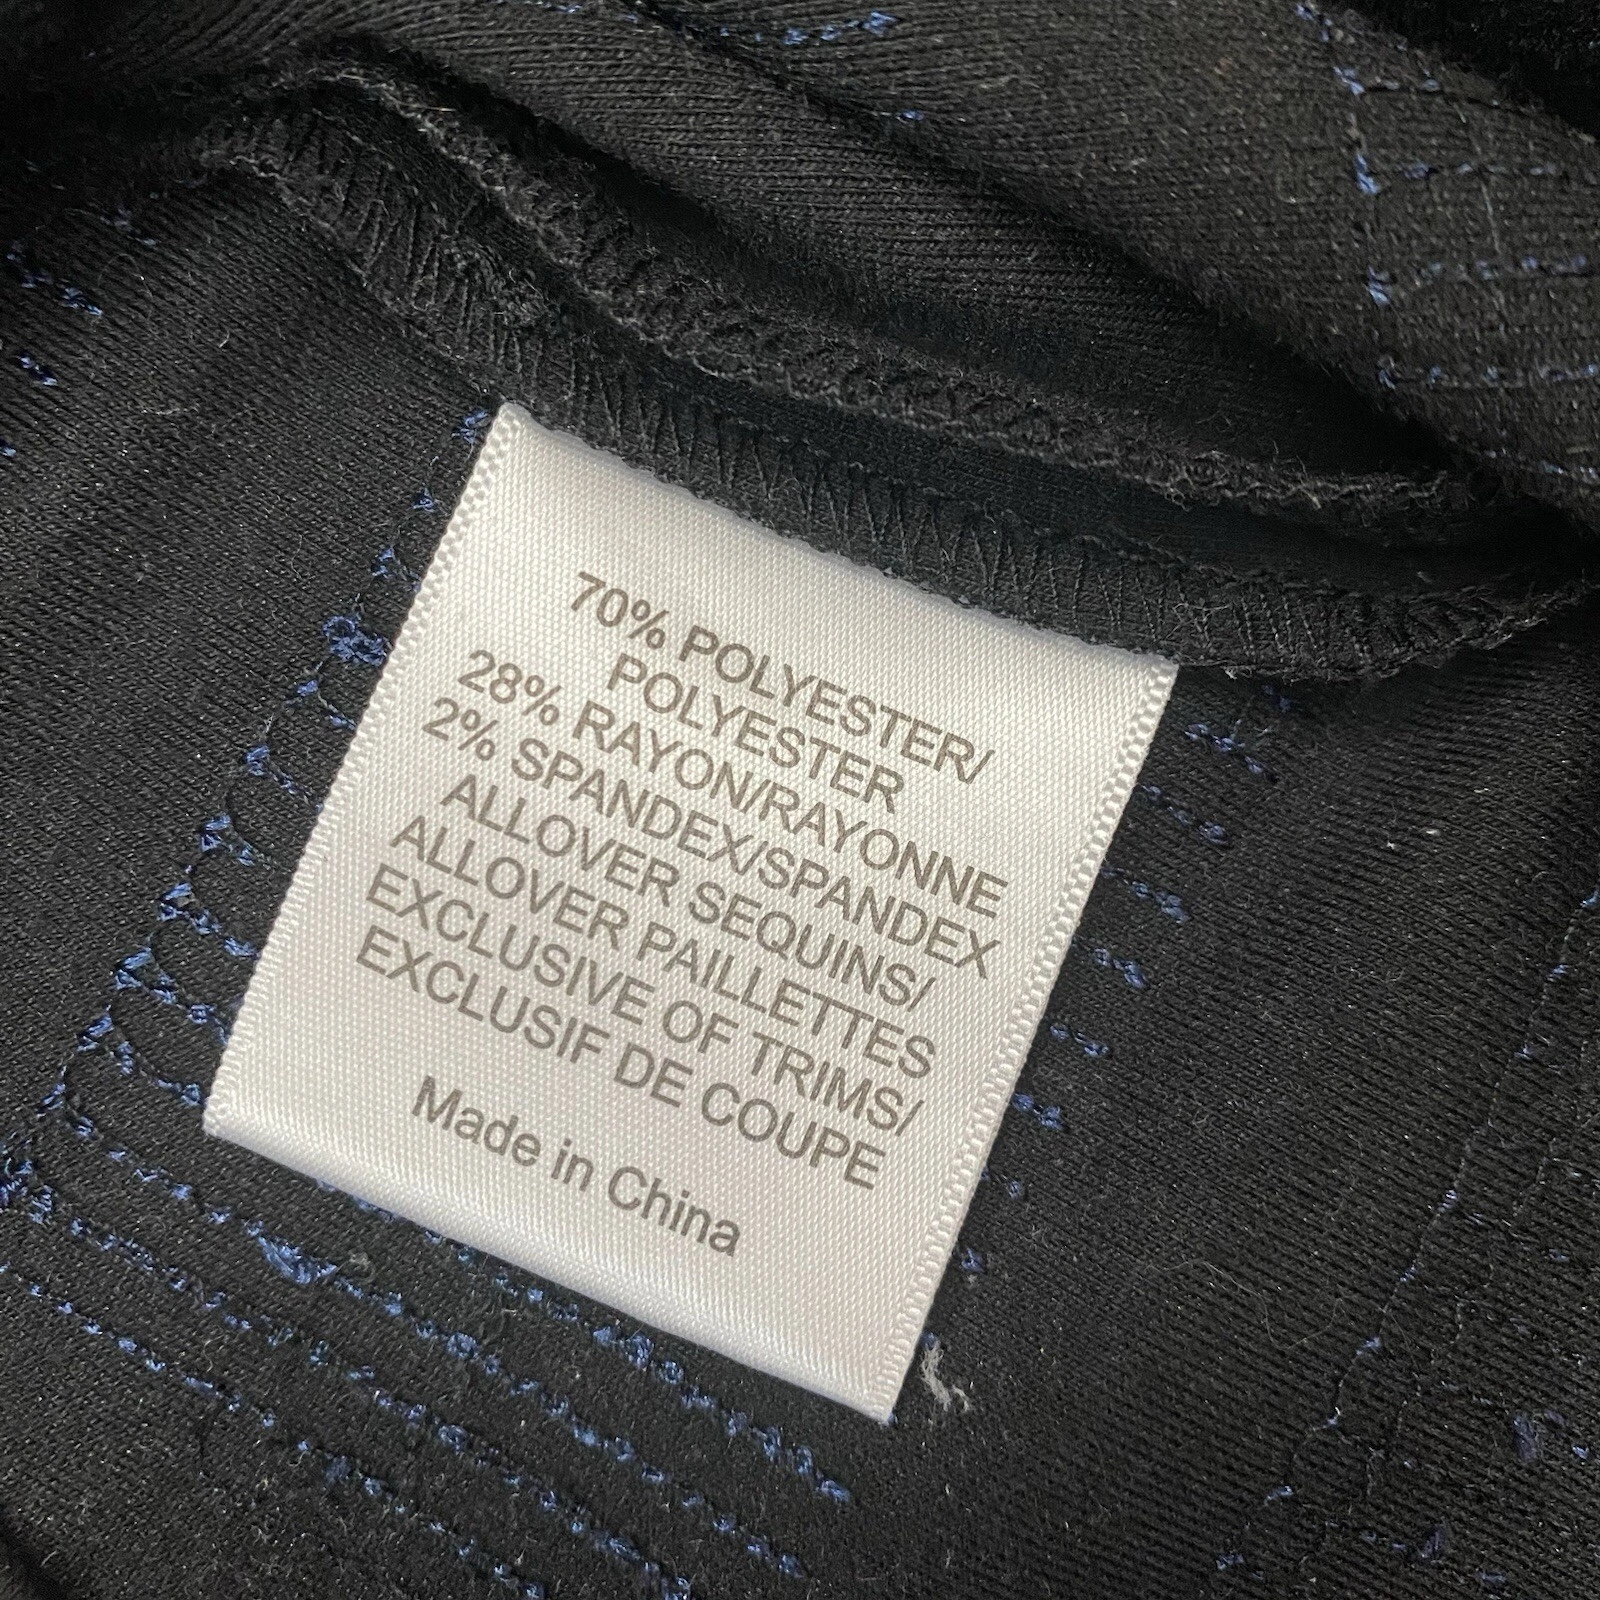 70% POLYESTER/
POLYESTER
28% RAYON/RAYONNE
2% SPANDEX/SPANDEX
ALLOVER SEQUINS/
ALLOVER PAILLETTES
EXCLUSIVE OF TRIMS/
EXCLUSIF DE COUPE
Made in China